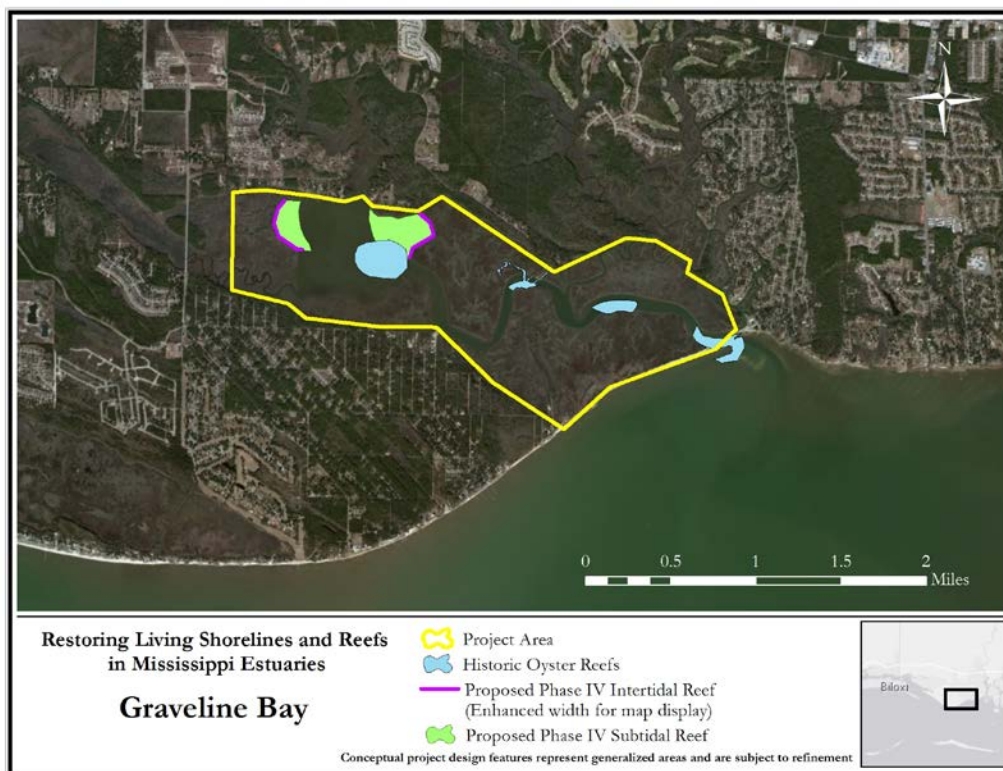 N
0 0.5 1 1.5 2
Miles
Restoring Living Shorelines and Reefs
in Mississippi Estuaries
Graveline Bay
Project Area
Historic Oyster Reefs
Proposed Phase IV Intertidal Reef
(Enhanced width for map display)
Proposed Phase IV Subtidal Reef
Conceptual project design features represent generalized areas and are subject to refinement
Biloxi